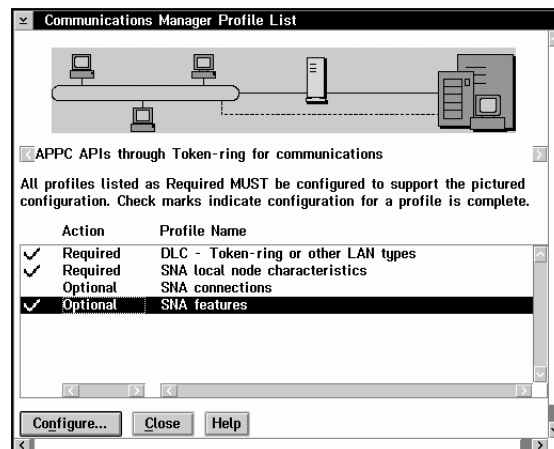 Communications Manager Profile List
APPC APIs through Token-ring for communications
All profiles listed as Required MUST be configured to support the pictured
configuration. Check marks indicate configuration for a profile is complete.
Action Profile Name
Required DLC - Token-ring or other LAN types
Required SNA local node characteristics
Optional SNA connections
Optional SNA features
Configure... Close Help